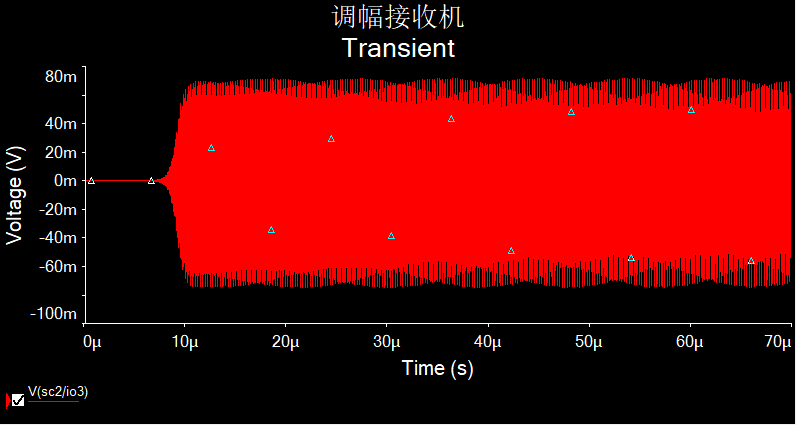 调幅接收机
Transient
Voltage (V)
80m
40m
20m
0m
-20m
-40m
-60m
-100m
0μ 10μ 20μ 30μ 40μ 50μ 60μ 70μ
Time (s)
V(sc2/io3)